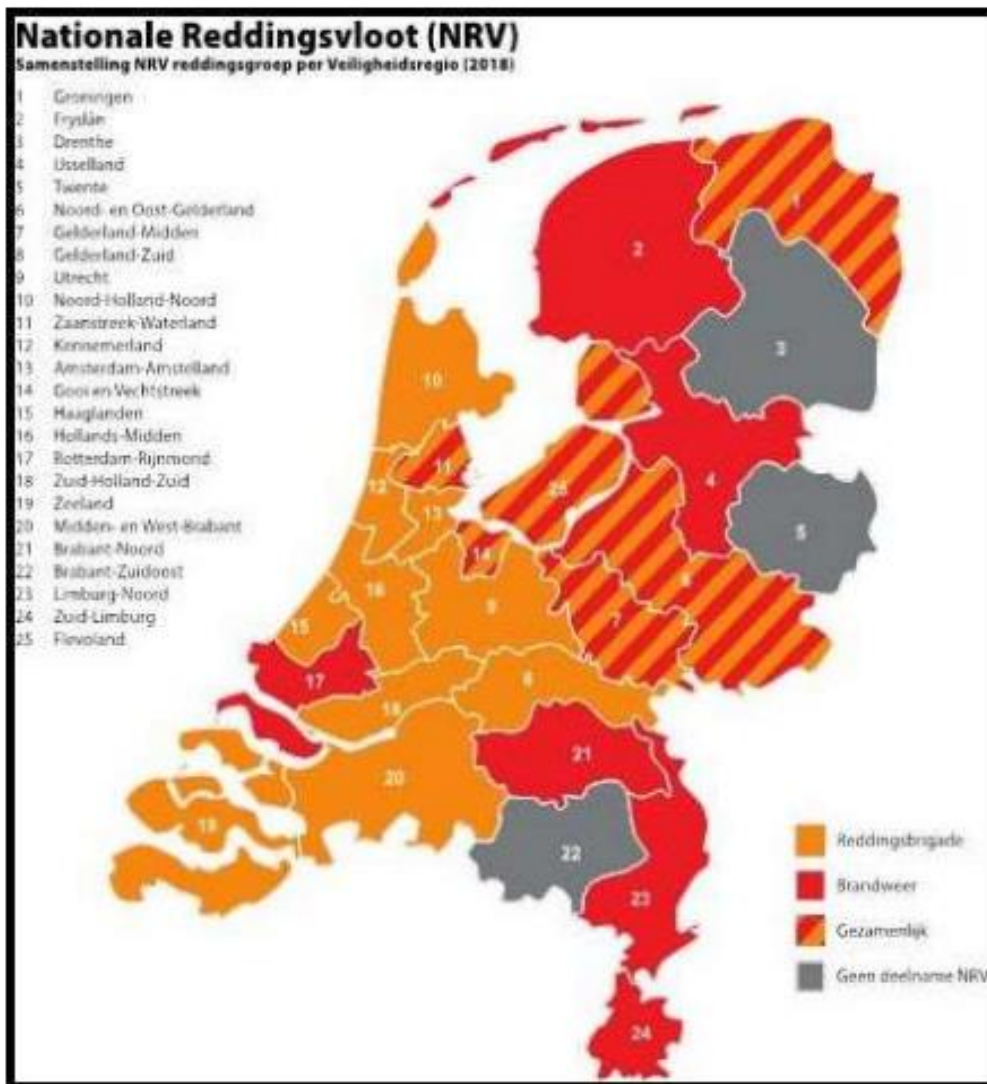 Nationale Reddingsvloot (NRV)
Samenstelling NRV reddingsgroep per Veiligheidsregio (2018)
1 Groningen
2 Fryslân
3 Drenthe
4 IJsselland
5 Twente
6 Noord- en Oost-Gelderland
7 Gelderland-Midden
8 Gelderland-Zuid
9 Utrecht
10 Noord-Holland-Noord
11 Zaanstreek-Waterland
12 Kennemerland
13 Amsterdam-Amstelland
14 Gooi en Vechtstreek
15 Haaglanden
16 Hollands-Midden
17 Rotterdam-Rijnmond
18 Zuid-Holland-Zuid
19 Zeeland
20 Midden- en West-Brabant
21 Brabant-Noord
22 Brabant-Zuidoost
23 Limburg-Noord
24 Zuid-Limburg
25 Flevoland
1
2
3
10
11
25
4
12
13
14
5
16
9
6
7
15
17
8
18
21
20
19
22
23
24
Reddingsbrigade
Brandweer
Gezamenlijk
Geen deelname NRV